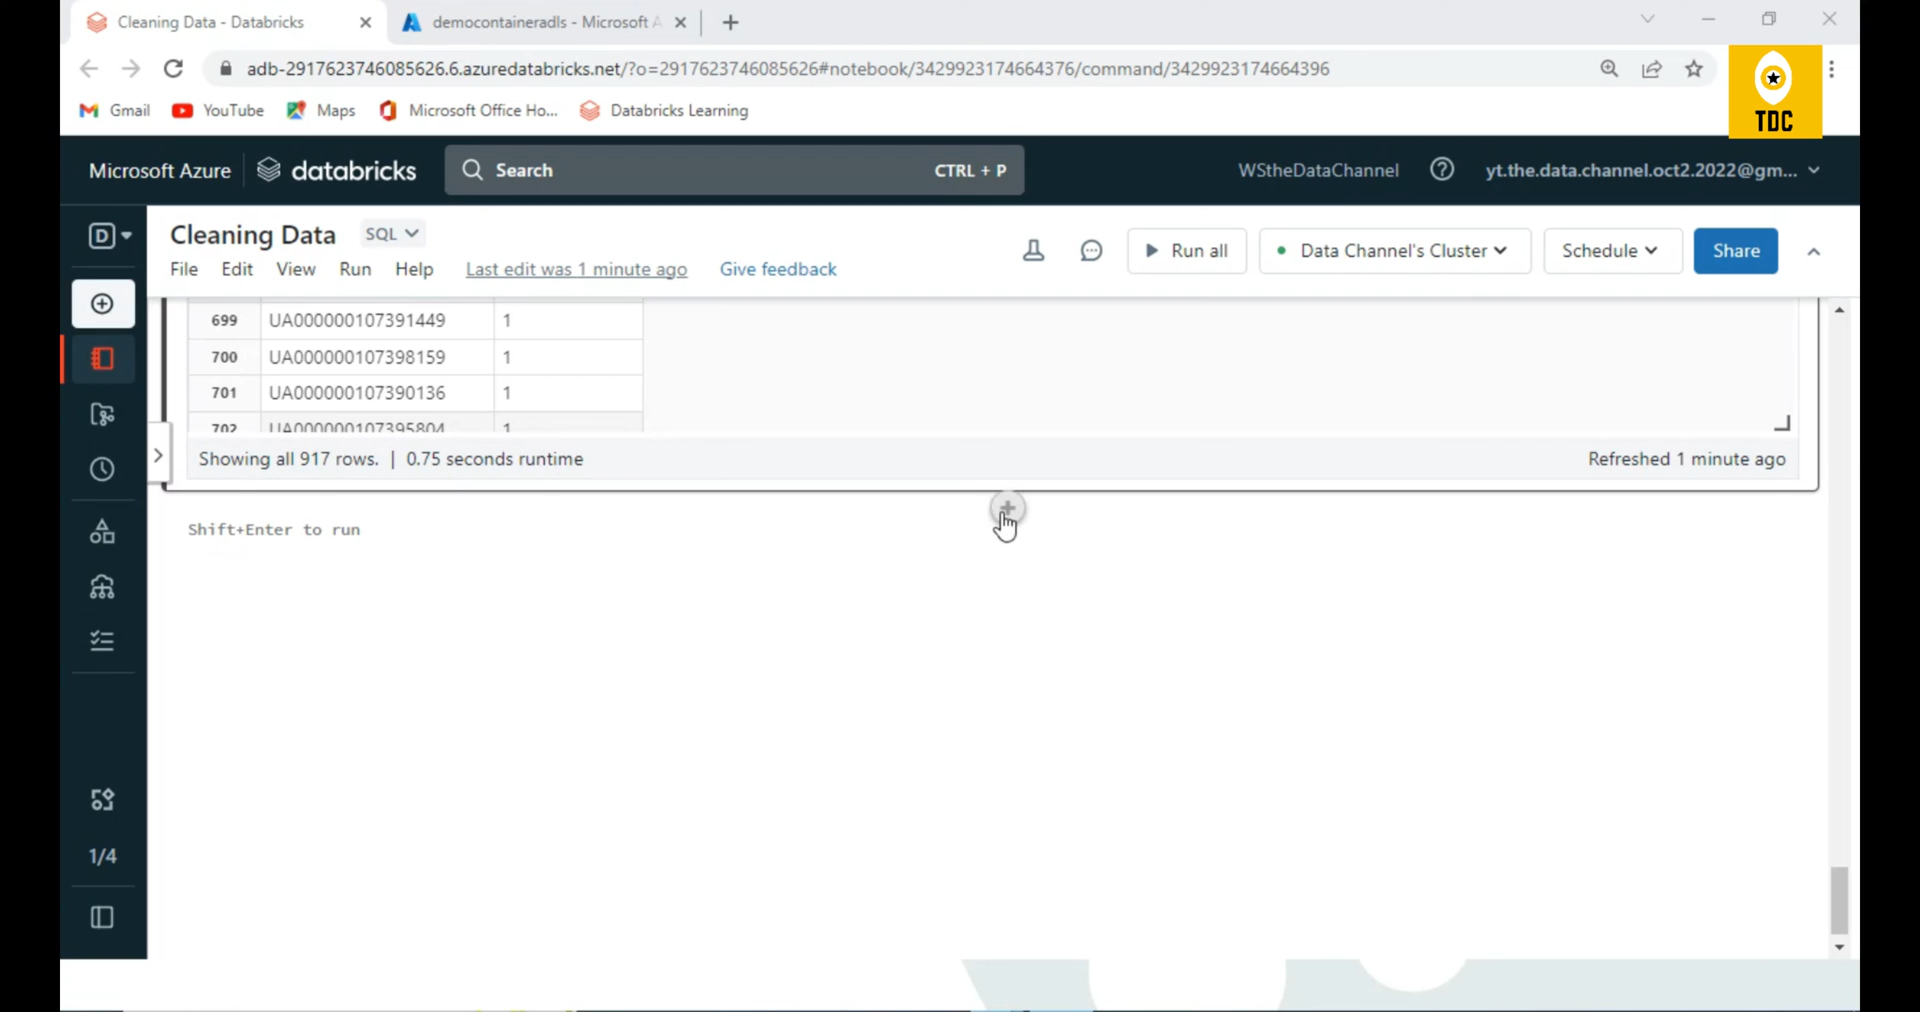 Cleaning Data - Databricks
democontaineradls - Microsoft A
adb-2917623746085626.6.azuredatabricks.net/?o=2917623746085626#notebook/3429923174664376/command/3429923174664396
TDC
Gmail YouTube Maps Microsoft Office Ho... Databricks Learning
Microsoft Azure databricks Search CTRL + P WStheDataChannel yt.the.data.channel.oct2.2022@gm...
D
Cleaning Data SQL
File Edit View Run Help Last edit was 1 minute ago Give feedback
Run all Data Channel's Cluster Schedule Share
699 UA000000107391449 1
700 UA000000107398159 1
701 UA000000107390136 1
702 UA000000107395804 1
Showing all 917 rows. | 0.75 seconds runtime Refreshed 1 minute ago
Shift+Enter to run
1/4